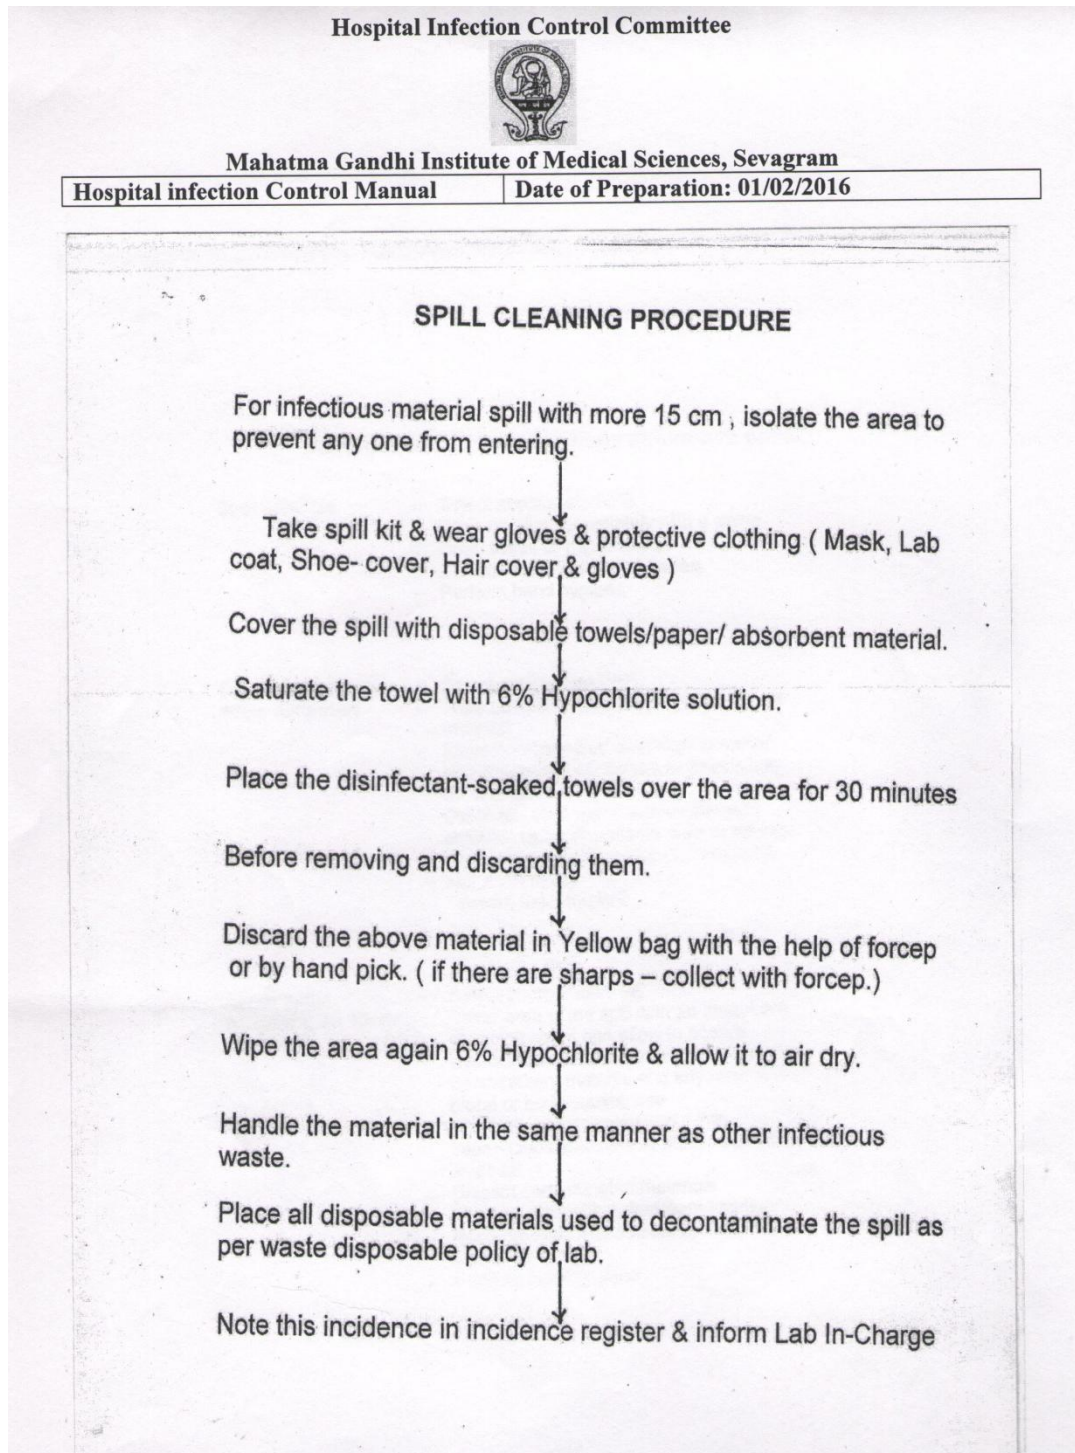 Hospital Infection Control Committee
Mahatma Gandhi Institute of Medical Sciences, Sevagram
Hospital infection Control Manual Date of Preparation: 01/02/2016
SPILL CLEANING PROCEDURE
For infectious material spill with more 15 cm , isolate the area to
prevent any one from entering.
Take spill kit & wear gloves & protective clothing ( Mask, Lab
coat, Shoe- cover, Hair cover & gloves )
Cover the spill with disposable towels/paper/ absorbent material.
Saturate the towel with 6% Hypochlorite solution.
Place the disinfectant-soaked towels over the area for 30 minutes
Before removing and discarding them.
Discard the above material in Yellow bag with the help of forcep
or by hand pick. ( if there are sharps – collect with forcep.)
Wipe the area again 6% Hypochlorite & allow it to air dry.
Handle the material in the same manner as other infectious
waste.
Place all disposable materials used to decontaminate the spill as
per waste disposable policy of lab.
Note this incidence in incidence register & inform Lab In-Charge